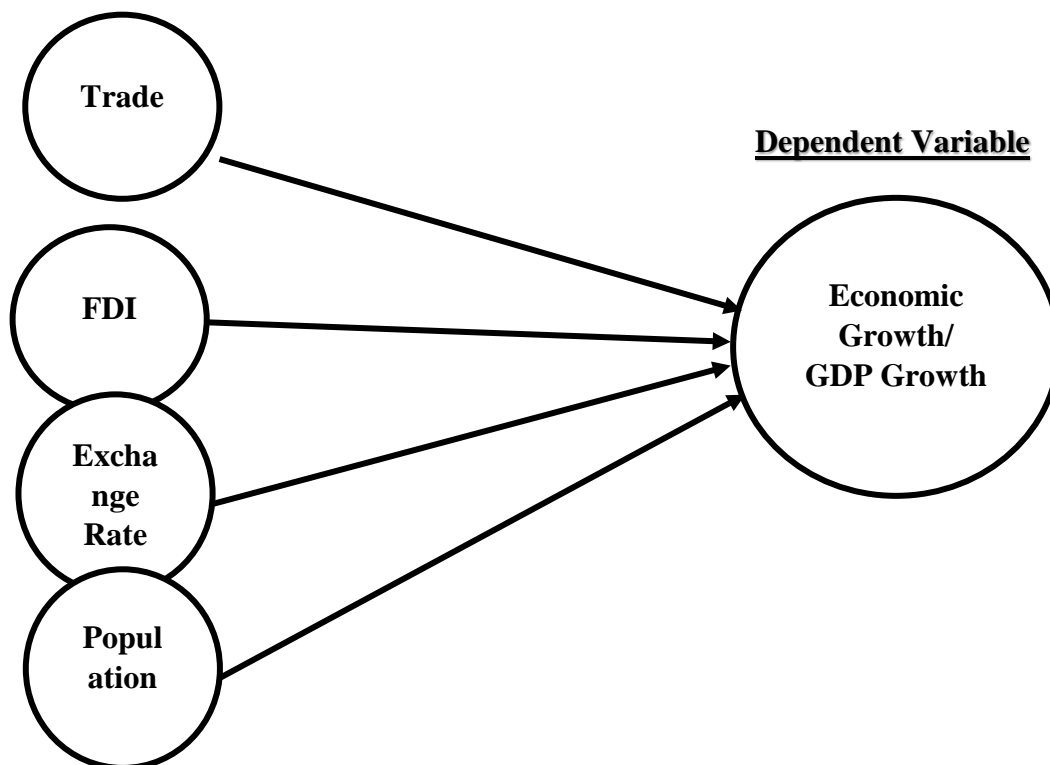 Trade
Dependent Variable
FDI
Economic
Growth/
GDP Growth
Excha
nge
Rate
Popul
ation